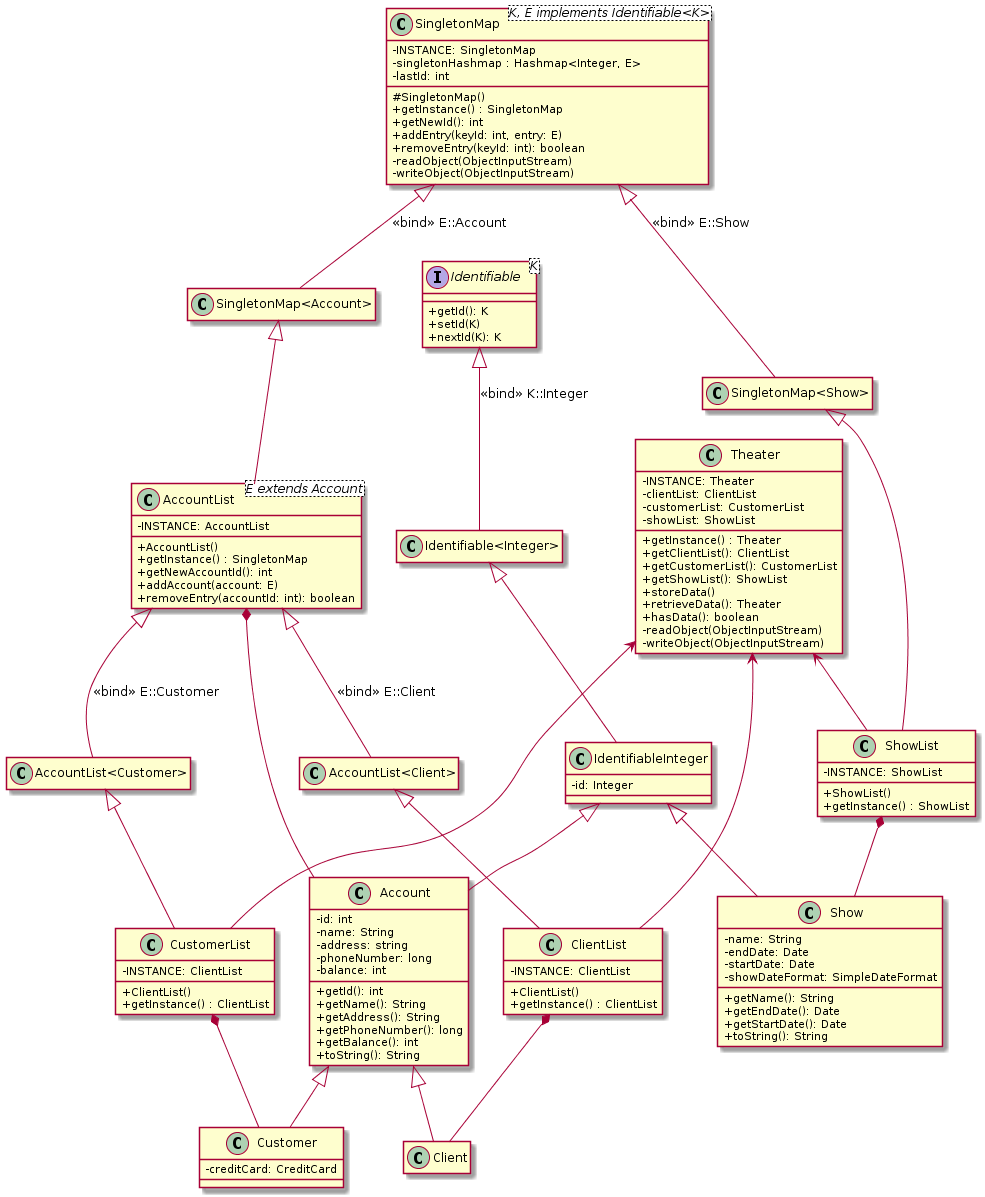 C SingletonMap
K, E implements Identifiable<K>
-INSTANCE: SingletonMap
-singletonHashmap : Hashmap<Integer, E>
-lastId: int
#SingletonMap()
+getInstance() : SingletonMap
+getNewId(): int
+addEntry(keyId: int, entry: E)
+removeEntry(keyId: int): boolean
-readObject(ObjectInputStream)
-writeObject(ObjectInputStream)
«bind» E::Account
«bind» E::Show
I Identifiable
K
+getId(): K
+setId(K)
+nextId(K): K
C SingletonMap<Account>
«bind» K::Integer
C SingletonMap<Show>
C Theater
-INSTANCE: Theater
-clientList: ClientList
-customerList: CustomerList
-showList: ShowList
+getInstance() : Theater
+getClientList(): ClientList
+getCustomerList(): CustomerList
+getShowList(): ShowList
+storeData()
+retrieveData(): Theater
+hasData(): boolean
-readObject(ObjectInputStream)
-writeObject(ObjectInputStream)
C AccountList
E extends Account
-INSTANCE: AccountList
+AccountList()
+getInstance() : SingletonMap
+getNewAccountId(): int
+addAccount(account: E)
+removeEntry(accountId: int): boolean
C Identifiable<Integer>
«bind» E::Customer
«bind» E::Client
C AccountList<Customer>
C AccountList<Client>
C IdentifiableInteger
-id: Integer
C ShowList
-INSTANCE: ShowList
+ShowList()
+getInstance() : ShowList
C CustomerList
-INSTANCE: ClientList
+ClientList()
+getInstance() : ClientList
C Account
-id: int
-name: String
-address: string
-phoneNumber: long
-balance: int
+getId(): int
+getName(): String
+getAddress(): String
+getPhoneNumber(): long
+getBalance(): int
+toString(): String
C ClientList
-INSTANCE: ClientList
+ClientList()
+getInstance() : ClientList
C Show
-name: String
-endDate: Date
-startDate: Date
-showDateFormat: SimpleDateFormat
+getName(): String
+getEndDate(): Date
+getStartDate(): Date
+toString(): String
C Customer
-creditCard: CreditCard
C Client